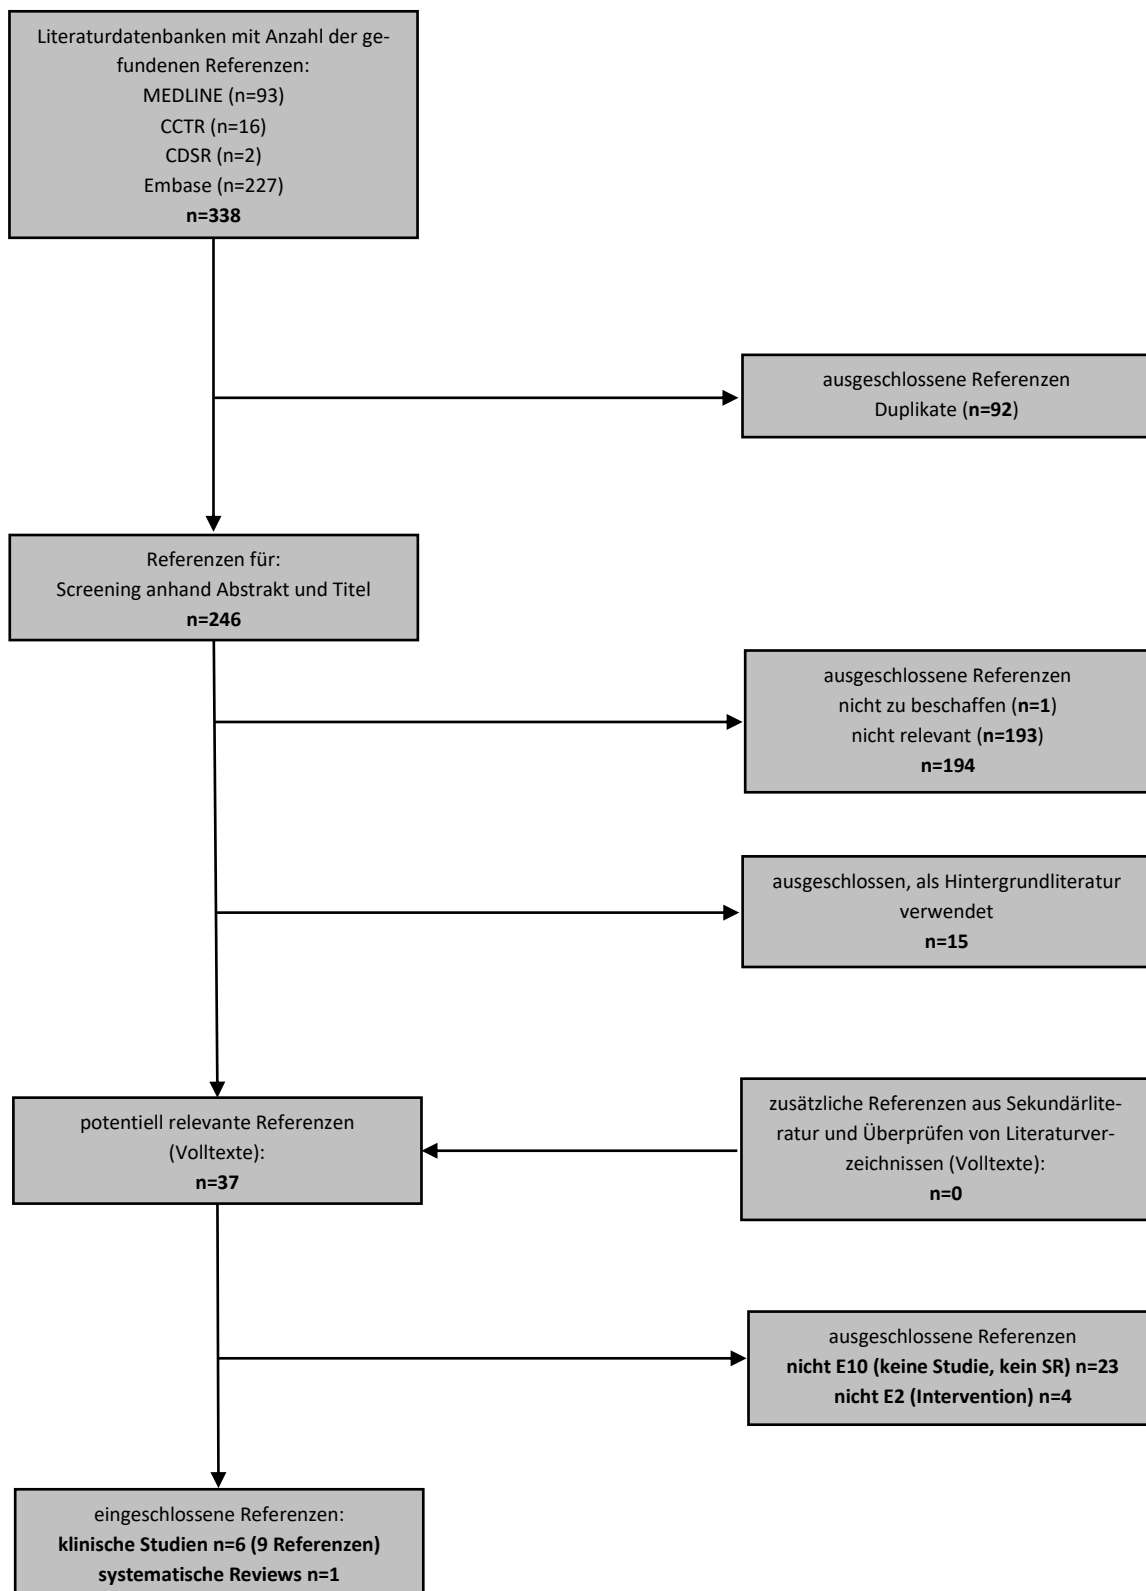 Literaturdatenbanken mit Anzahl der ge-
fundenen Referenzen:
MEDLINE (n=93)
CCTR (n=16)
CDSR (n=2)
Embase (n=227)
n=338
ausgeschlossene Referenzen
Duplikate (n=92)
Referenzen für:
Screening anhand Abstrakt und Titel
n=246
ausgeschlossene Referenzen
nicht zu beschaffen (n=1)
nicht relevant (n=193)
n=194
ausgeschlossen, als Hintergrundliteratur
verwendet
n=15
potentiell relevante Referenzen
(Volltexte):
n=37
zusätzliche Referenzen aus Sekundärlite-
ratur und Überprüfen von Literaturver-
zeichnissen (Volltexte):
n=0
ausgeschlossene Referenzen
nicht E10 (keine Studie, kein SR) n=23
nicht E2 (Intervention) n=4
eingeschlossene Referenzen:
klinische Studien n=6 (9 Referenzen)
systematische Reviews n=1